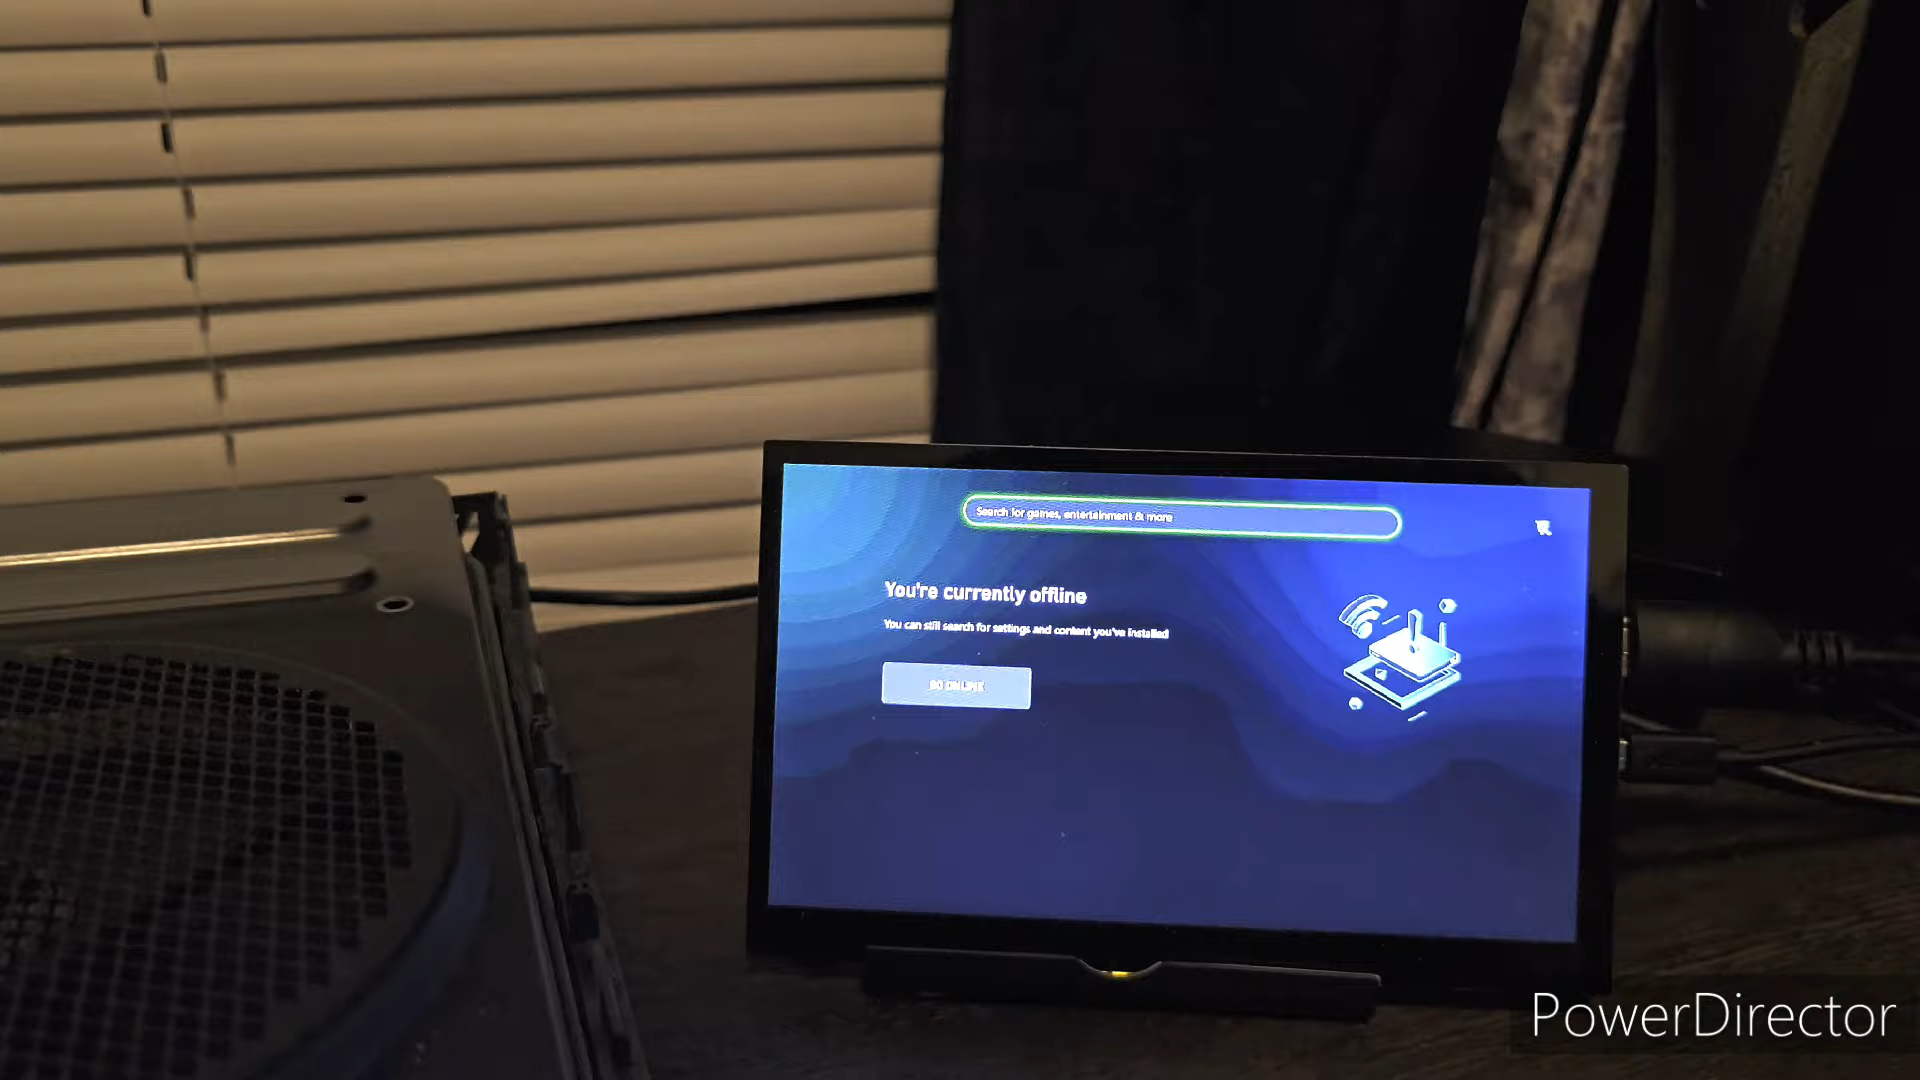 Search for games, entertainment & more
You're currently offline
You can still search for settings and content you've installed
GO ONLINE
PowerDirector